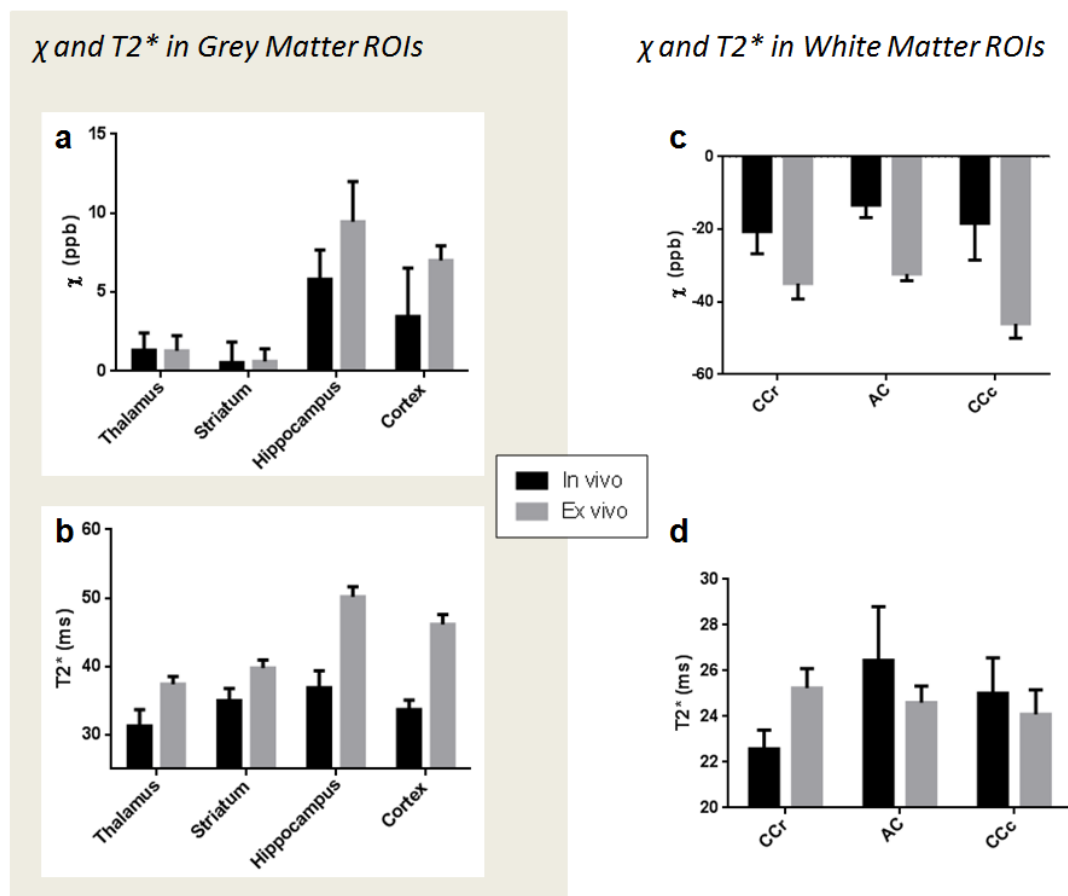 χ and T2* in Grey Matter ROIs
χ and T2* in White Matter ROIs
a
15
10
5
0
χ (ppb)
Thalamus
Striatum
Hippocampus
Cortex
c
0
-20
-40
-60
χ (ppb)
CCr
AC
CCc
In vivo
Ex vivo
b
60
50
40
30
T2* (ms)
Thalamus
Striatum
Hippocampus
Cortex
d
30
28
26
24
22
20
T2* (ms)
CCr
AC
CCc